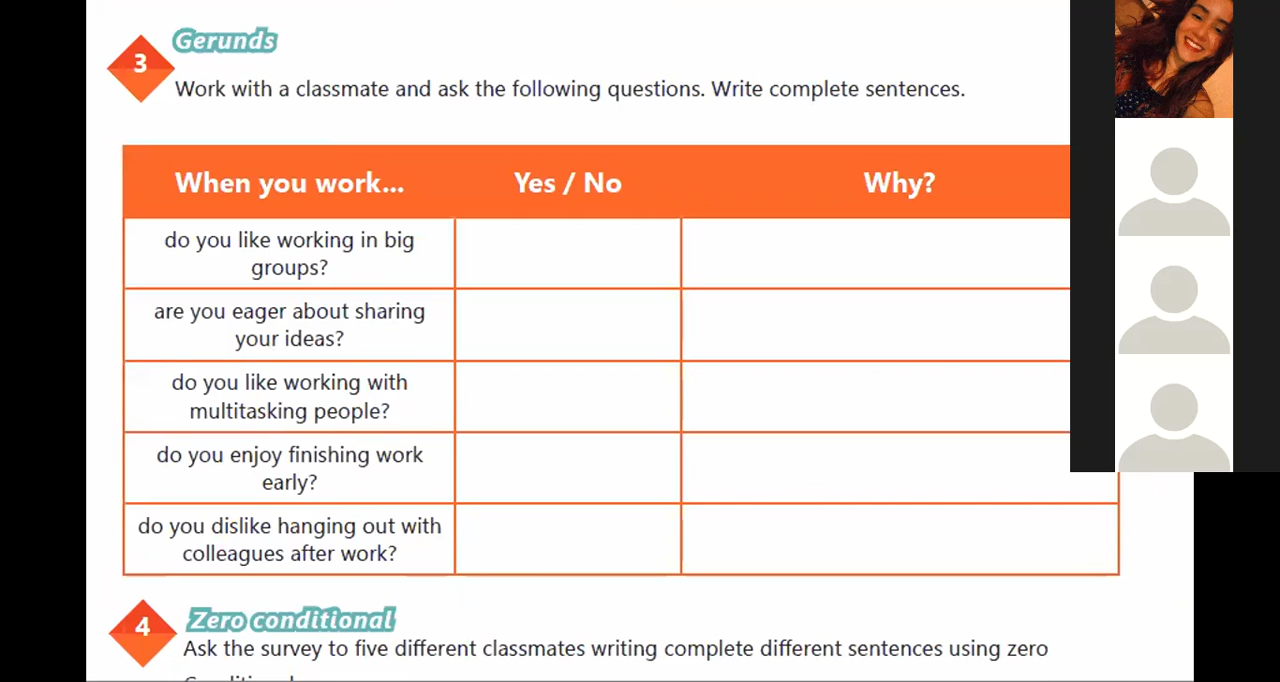 3
Gerunds
Work with a classmate and ask the following questions. Write complete sentences.
When you work...
Yes / No
Why?
do you like working in big
groups?
are you eager about sharing
your ideas?
do you like working with
multitasking people?
do you enjoy finishing work
early?
do you dislike hanging out with
colleagues after work?
4
Zero conditional
Ask the survey to five different classmates writing complete different sentences using zero